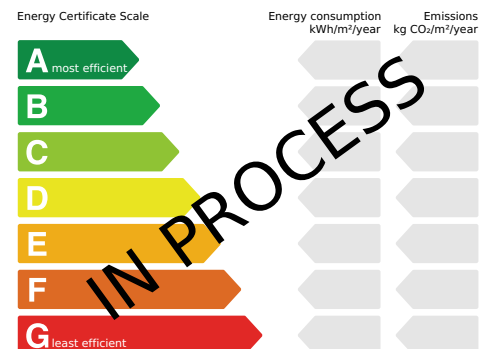 Energy Certificate Scale
Energy consumption
kWh/m²/year
Emissions
kg CO₂/m²/year
A most efficient
B
C
D
E
F
G least efficient
IN PROCESS